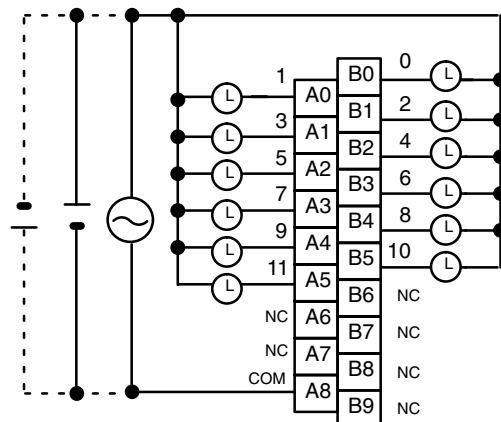 B0 0 L
1 L A0
B1 2 L
3 L A1
B2 4 L
5 L A2
B3 6 L
7 L A3
B4 8 L
9 L A4
B5 10 L
11 L A5
B6 NC
NC A6
B7 NC
NC A7
B8 NC
COM A8
B9 NC